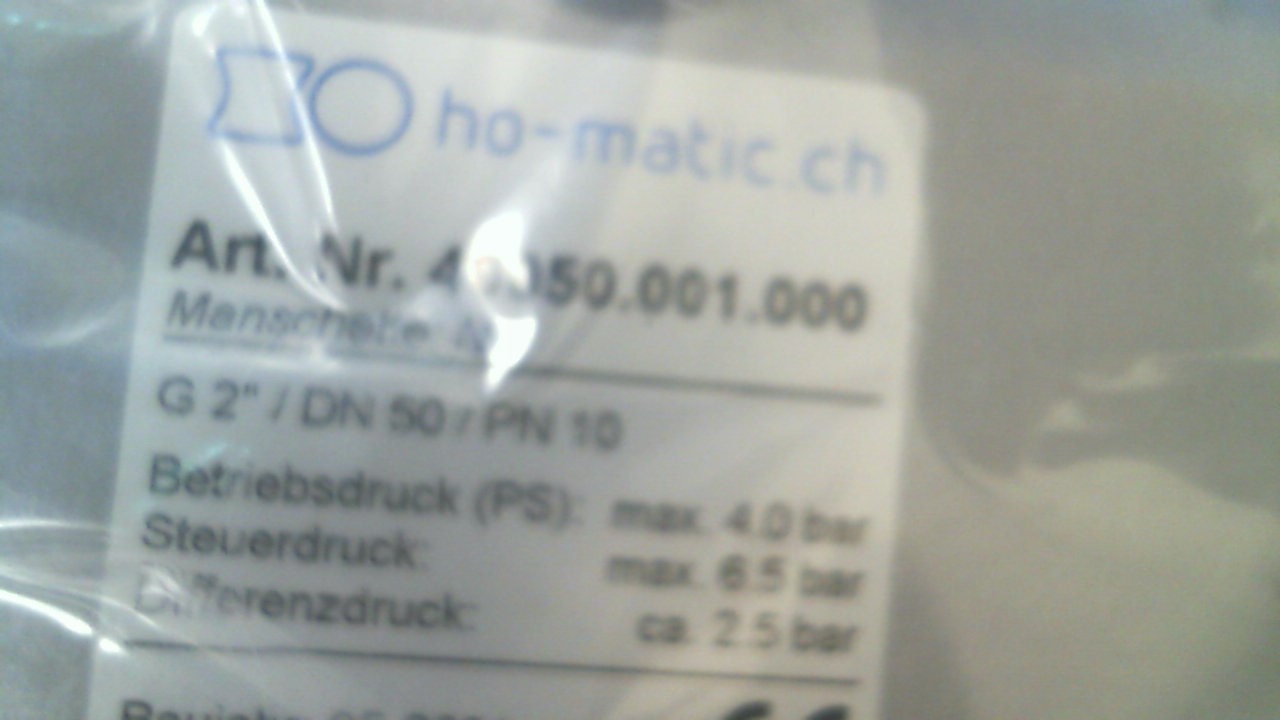 ho-matic.ch
Art. Nr.
G 2" / DN 50 / PN 10
Betriebsdruck (PS): max. 4.0 bar
Steuerdruck: max. 6.5 bar
Differenzdruck: ca. 2.5 bar